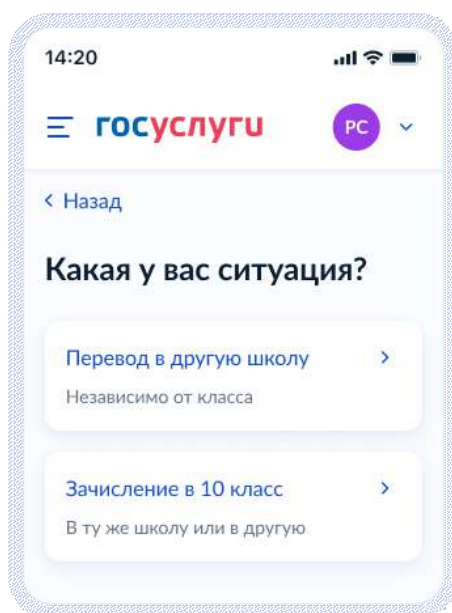 14:20
госуслуги
РС
Назад
Какая у вас ситуация?
Перевод в другую школу
Независимо от класса
Зачисление в 10 класс
В ту же школу или в другую